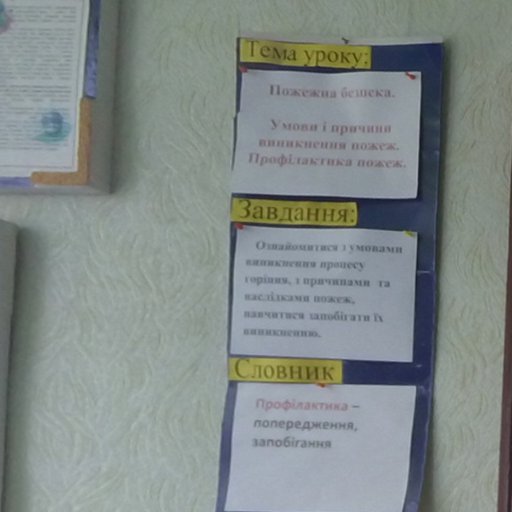 Тема уроку:
Пожежна безпека.
Умови і причини
виникнення пожеж.
Профілактика пожеж.
Завдання:
Ознайомитися з умовами
виникнення процесу
горіння, з причинами та
наслідками пожеж,
навчитися запобігати їх
виникненню.
Словник
Профілактика –
попередження,
запобігання